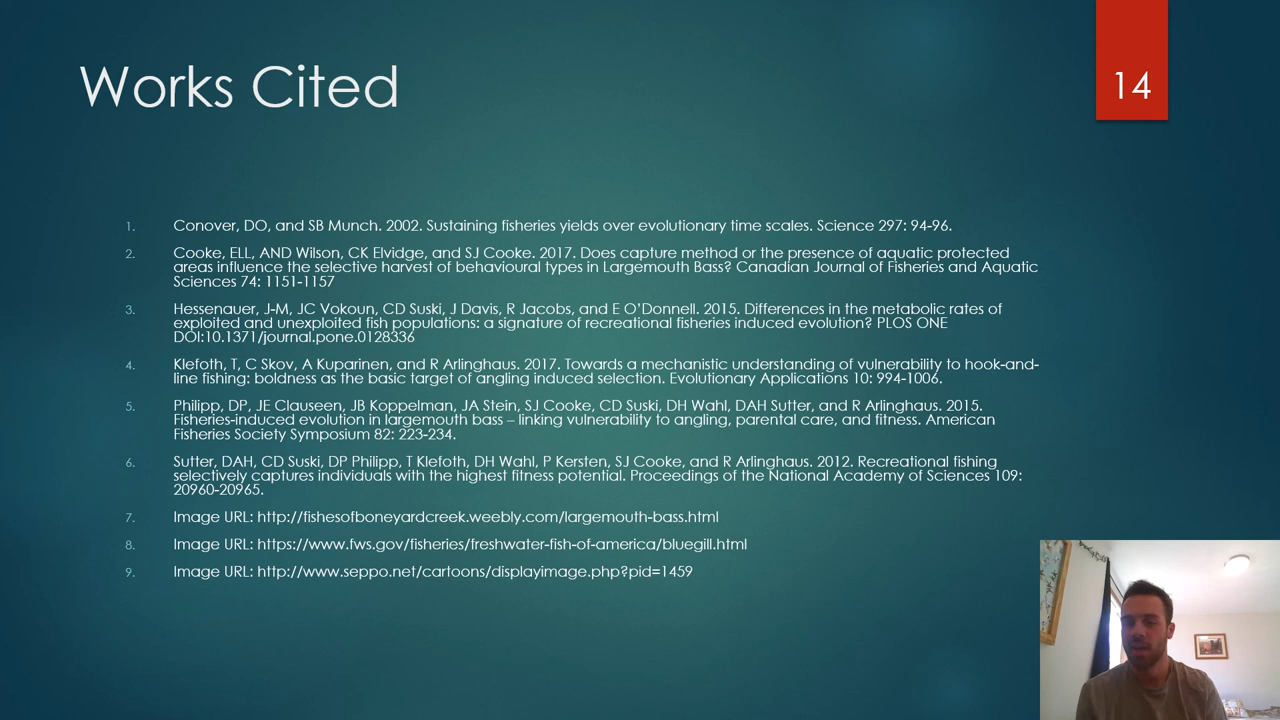 Works Cited
14
1. Conover, DO, and SB Munch. 2002. Sustaining fisheries yields over evolutionary time scales. Science 297: 94-96.
2. Cooke, ELL, AND Wilson, CK Elvidge, and SJ Cooke. 2017. Does capture method or the presence of aquatic protected
areas influence the selective harvest of behavioural types in Largemouth Bass? Canadian Journal of Fisheries and Aquatic
Sciences 74: 1151-1157
3. Hessenauer, J-M, JC Vokoun, CD Suski, J Davis, R Jacobs, and E O’Donnell. 2015. Differences in the metabolic rates of
exploited and unexploited fish populations: a signature of recreational fisheries induced evolution? PLOS ONE
DOI:10.1371/journal.pone.0128336
4. Klefoth, T, C Skov, A Kuparinen, and R Arlinghaus. 2017. Towards a mechanistic understanding of vulnerability to hook-and-
line fishing: boldness as the basic target of angling induced selection. Evolutionary Applications 10: 994-1006.
5. Philipp, DP, JE Clauseen, JB Koppelman, JA Stein, SJ Cooke, CD Suski, DH Wahl, DAH Sutter, and R Arlinghaus. 2015.
Fisheries-induced evolution in largemouth bass – linking vulnerability to angling, parental care, and fitness. American
Fisheries Society Symposium 82: 223-234.
6. Sutter, DAH, CD Suski, DP Philipp, T Klefoth, DH Wahl, P Kersten, SJ Cooke, and R Arlinghaus. 2012. Recreational fishing
selectively captures individuals with the highest fitness potential. Proceedings of the National Academy of Sciences 109:
20960-20965.
7. Image URL: http://fishesofboneyardcreek.weebly.com/largemouth-bass.html
8. Image URL: https://www.fws.gov/fisheries/freshwater-fish-of-america/bluegill.html
9. Image URL: http://www.seppo.net/cartoons/displayimage.php?pid=1459